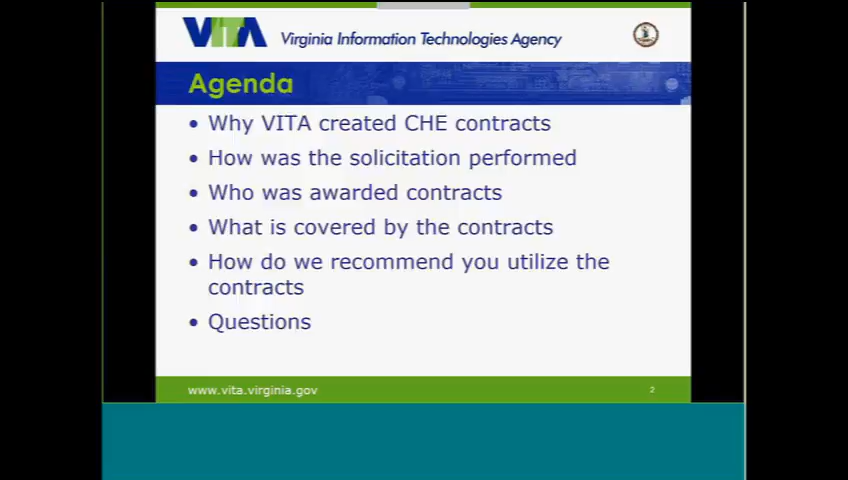 VITA Virginia Information Technologies Agency
Agenda
• Why VITA created CHE contracts
• How was the solicitation performed
• Who was awarded contracts
• What is covered by the contracts
• How do we recommend you utilize the
contracts
• Questions
www.vita.virginia.gov 2